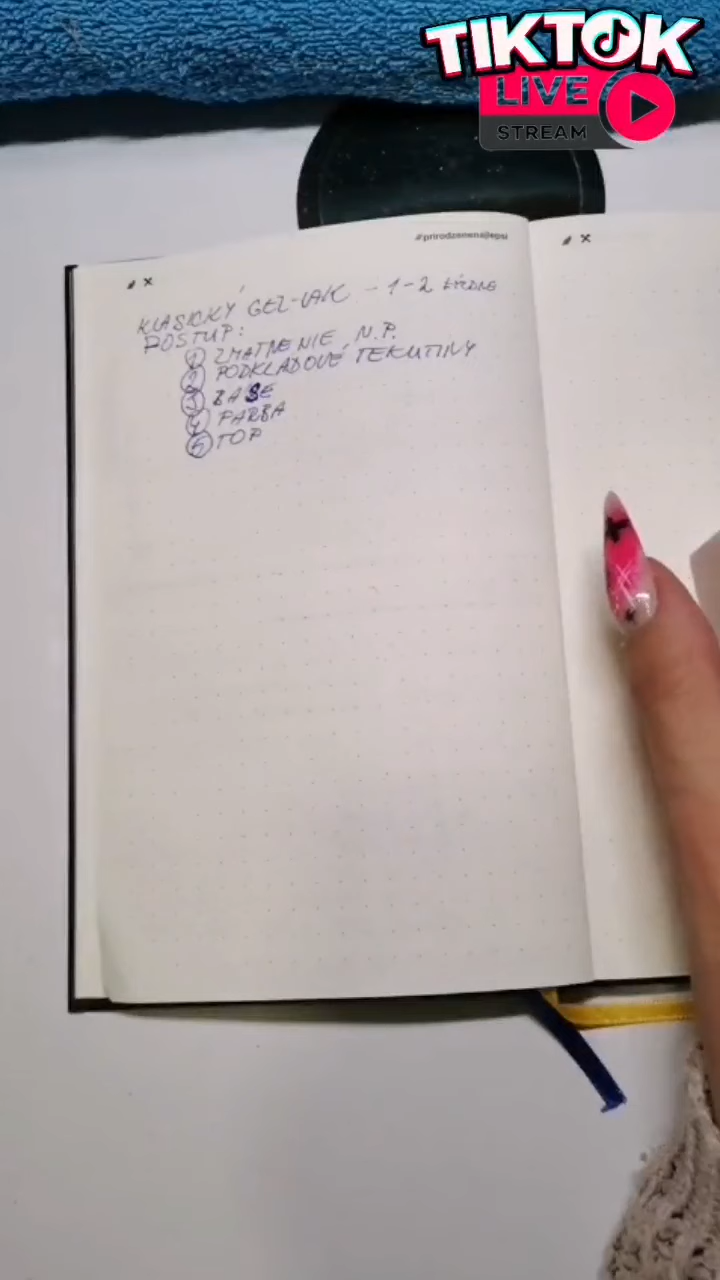 TIKTOK
LIVE
STREAM
#prirodzenenajlepsi
KLASICKÝ GEL-LAK - 1-2 týždne
POSTUP:
1 ZMATNENIE N.P.
2 PODKLADOVÉ TEKUTINY
3 BASE
4 FARBA
5 TOP